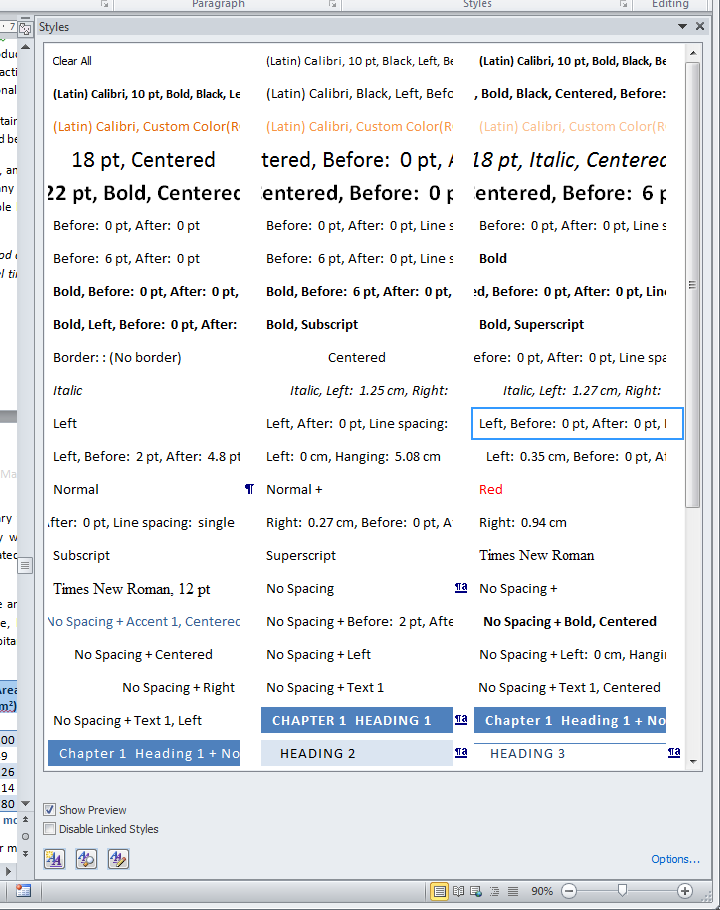 Paragraph Styles Editing
Styles
Clear All
(Latin) Calibri, 10 pt, Black, Left, Be
(Latin) Calibri, 10 pt, Bold, Black, Be
(Latin) Calibri, 10 pt, Bold, Black, Le
(Latin) Calibri, Black, Left, Befo
, Bold, Black, Centered, Before:
(Latin) Calibri, Custom Color(R
(Latin) Calibri, Custom Color(R
(Latin) Calibri, Custom Color(R
18 pt, Centered
tered, Before: 0 pt, A
18 pt, Italic, Centered
22 pt, Bold, Centered
Centered, Before: 0 p
Centered, Before: 6 p
Before: 0 pt, After: 0 pt
Before: 0 pt, After: 0 pt, Line s
Before: 0 pt, After: 0 pt, Line s
Before: 6 pt, After: 0 pt
Before: 6 pt, After: 0 pt, Line s
Bold
Bold, Before: 0 pt, After: 0 pt,
Bold, Before: 6 pt, After: 0 pt,
ed, Before: 0 pt, After: 0 pt, Lin
Bold, Left, Before: 0 pt, After:
Bold, Subscript
Bold, Superscript
Border: : (No border)
Centered
efore: 0 pt, After: 0 pt, Line spa
Italic
Italic, Left: 1.25 cm, Right:
Italic, Left: 1.27 cm, Right:
Left
Left, After: 0 pt, Line spacing:
Left, Before: 0 pt, After: 0 pt, L
Left, Before: 2 pt, After: 4.8 pt
Left: 0 cm, Hanging: 5.08 cm
Left: 0.35 cm, Before: 0 pt, Af
Normal ¶
Normal +
Red
After: 0 pt, Line spacing: single
Right: 0.27 cm, Before: 0 pt, A
Right: 0.94 cm
Subscript
Superscript
Times New Roman
Times New Roman, 12 pt
No Spacing ¶a
No Spacing +
No Spacing + Accent 1, Centered
No Spacing + Before: 2 pt, Afte
No Spacing + Bold, Centered
No Spacing + Centered
No Spacing + Left
No Spacing + Left: 0 cm, Hangin
No Spacing + Right
No Spacing + Text 1
No Spacing + Text 1, Centered
No Spacing + Text 1, Left
CHAPTER 1 HEADING 1 ¶a
Chapter 1 Heading 1 + No
Chapter 1 Heading 1 + No
HEADING 2 ¶a
HEADING 3 ¶a
Show Preview
Disable Linked Styles
Options...
90%